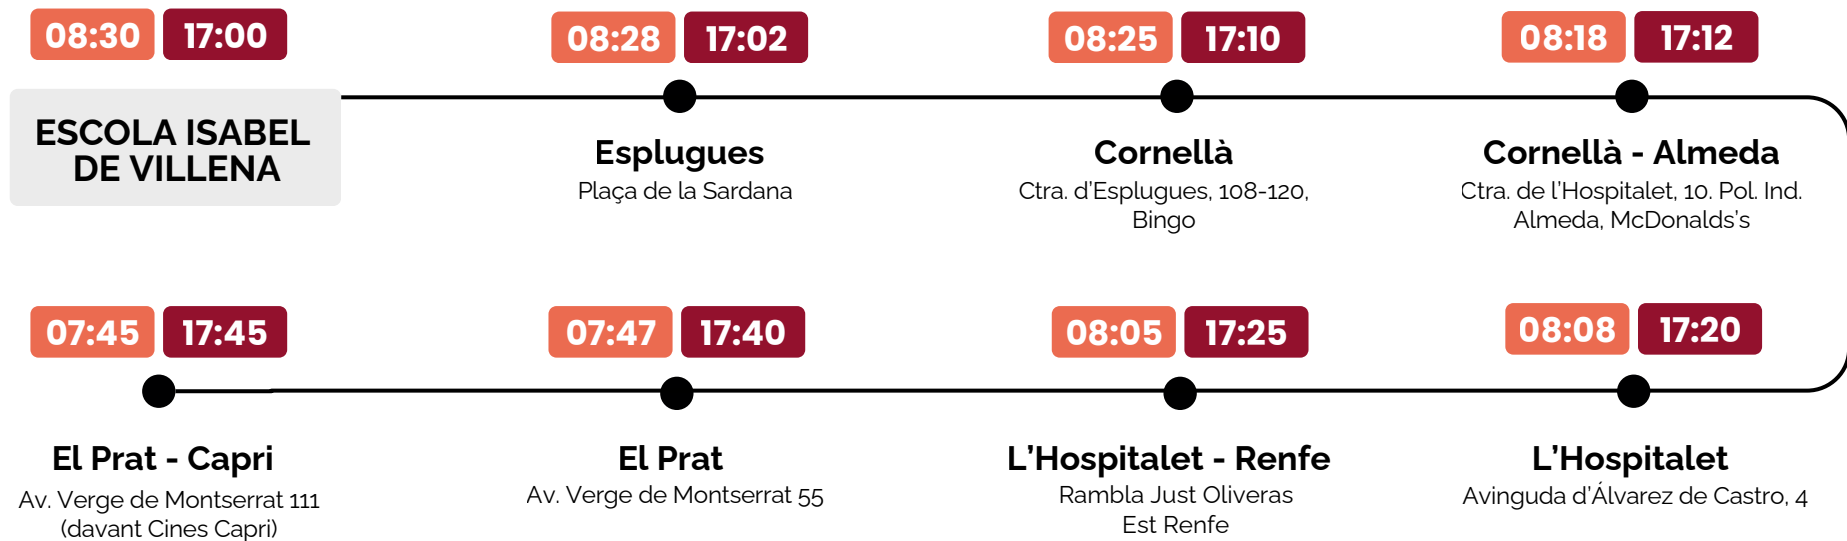 08:30 17:00
ESCOLA ISABEL
DE VILLENA
08:28 17:02
Esplugues
Plaça de la Sardana
08:25 17:10
Cornellà
Ctra. d'Esplugues, 108-120,
Bingo
08:18 17:12
Cornellà - Almeda
Ctra. de l'Hospitalet, 10. Pol. Ind.
Almeda, McDonalds's
07:45 17:45
El Prat - Capri
Av. Verge de Montserrat 111
(davant Cines Capri)
07:47 17:40
El Prat
Av. Verge de Montserrat 55
08:05 17:25
L'Hospitalet - Renfe
Rambla Just Oliveras
Est Renfe
08:08 17:20
L'Hospitalet
Avinguda d'Álvarez de Castro, 4